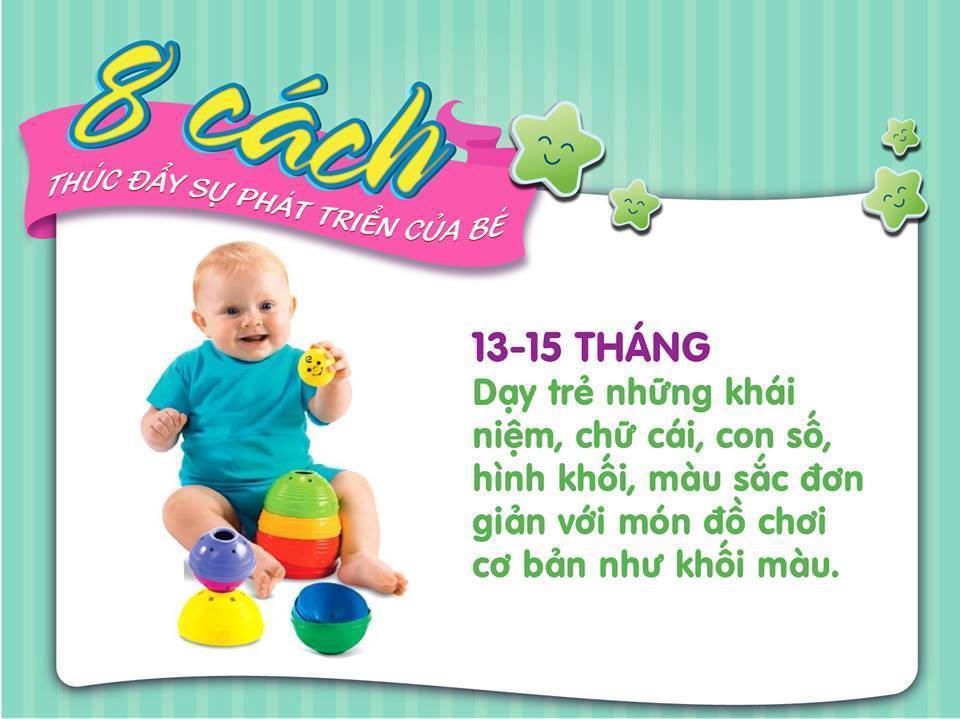 8 cách
THÚC ĐẨY SỰ PHÁT TRIỂN CỦA BÉ
13-15 THÁNG
Dạy trẻ những khái
niệm, chữ cái, con số,
hình khối, màu sắc đơn
giản với món đồ chơi
cơ bản như khối màu.